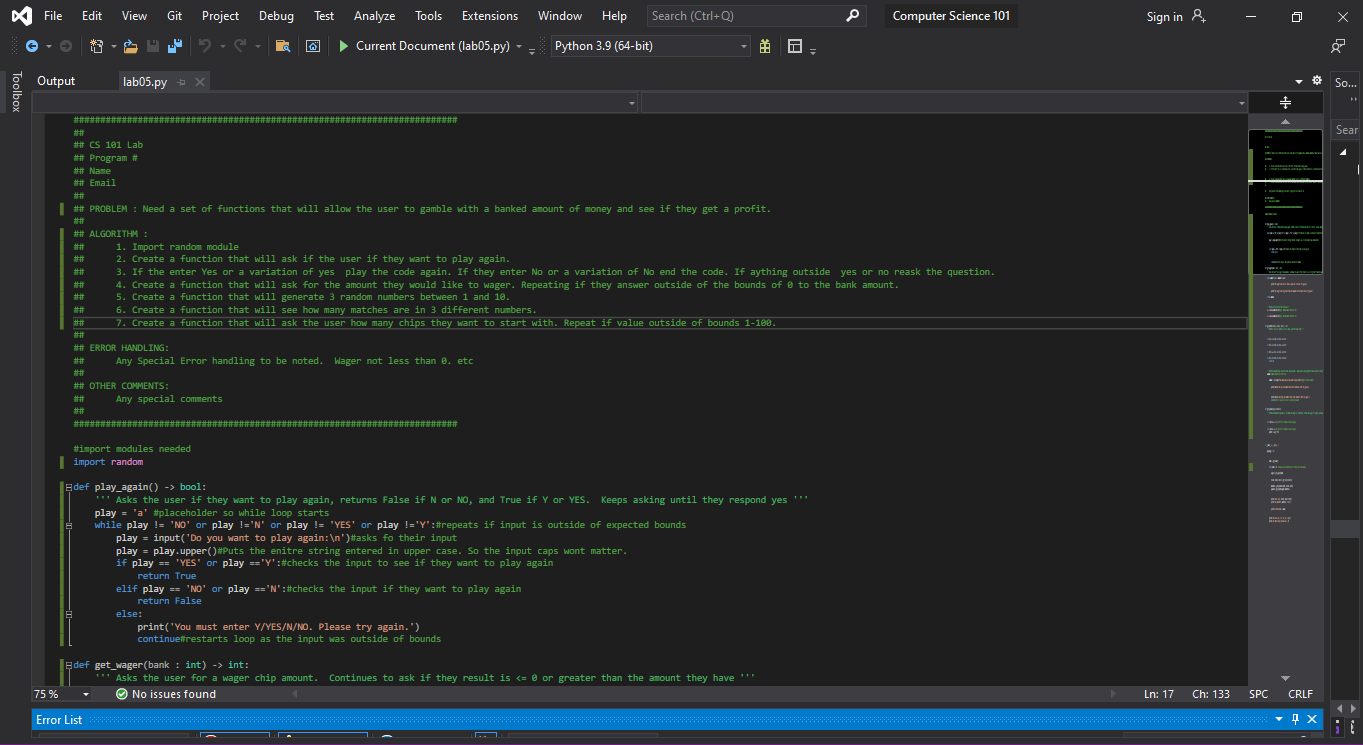 File Edit View Git Project Debug Test Analyze Tools Extensions Window Help Search (Ctrl+Q) Computer Science 101 Sign in
Current Document (lab05.py) Python 3.9 (64-bit)
Toolbox
Output lab05.py So...
Sear
##########################################################################
##
## CS 101 Lab
## Program #
## Name
## Email
##
## PROBLEM : Need a set of functions that will allow the user to gamble with a banked amount of money and see if they get a profit.
##
## ALGORITHM :
##      1. Import random module
##      2. Create a function that will ask if the user if they want to play again.
##      3. If the enter Yes or a variation of yes  play the code again. If they enter No or a variation of No end the code. If aything outside  yes or no reask the question.
##      4. Create a function that will ask for the amount they would like to wager. Repeating if they answer outside of the bounds of 0 to the bank amount.
##      5. Create a function that will generate 3 random numbers between 1 and 10.
##      6. Create a function that will see how many matches are in 3 different numbers.
##      7. Create a function that will ask the user how many chips they want to start with. Repeat if value outside of bounds 1-100.
##
## ERROR HANDLING:
##      Any Special Error handling to be noted.  Wager not less than 0. etc
##
## OTHER COMMENTS:
##      Any special comments
##
##########################################################################
#import modules needed
import random
def play_again() -> bool:
    ''' Asks the user if they want to play again, returns False if N or NO, and True if Y or YES.  Keeps asking until they respond yes '''
    play = 'a' #placeholder so while loop starts
    while play != 'NO' or play !='N' or play != 'YES' or play !='Y':#repeats if input is outside of expected bounds
        play = input('Do you want to play again:\n')#asks fo their input
        play = play.upper()#Puts the enitre string entered in upper case. So the input caps wont matter.
        if play == 'YES' or play =='Y':#checks the input to see if they want to play again
            return True
        elif play == 'NO' or play =='N':#checks the input if they want to play again
            return False
        else:
            print('You must enter Y/YES/N/NO. Please try again.')
            continue#restarts loop as the input was outside of bounds
def get_wager(bank : int) -> int:
    ''' Asks the user for a wager chip amount.  Continues to ask if they result is <= 0 or greater than the amount they have '''
75 % No issues found Ln: 17 Ch: 133 SPC CRLF
Error List